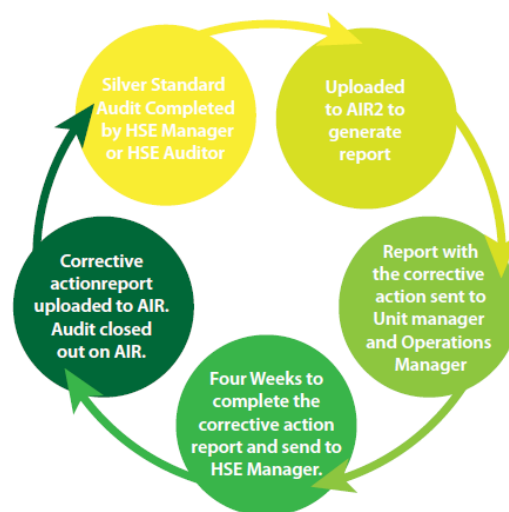 Silver Standard
Audit Completed
by HSE Manager
or HSE Auditor
Uploaded
to AIR2 to
generate
report
Report with
the corrective
action sent to
Unit manager
and Operations
Manager
Four Weeks to
complete the
corrective action
report and send to
HSE Manager.
Corrective
actionreport
uploaded to AIR.
Audit closed
out on AIR.